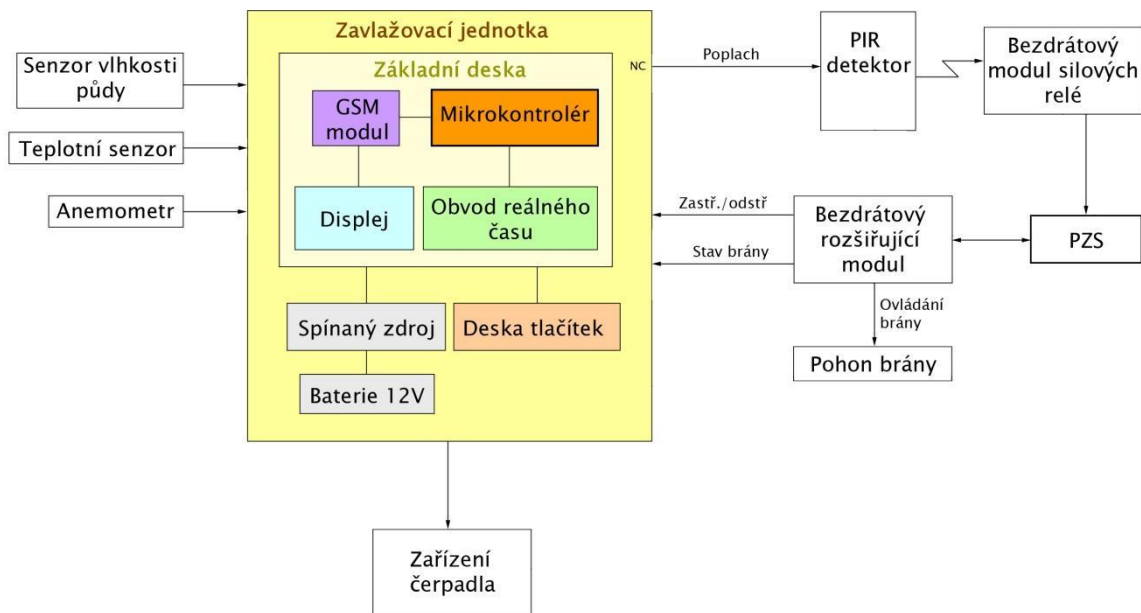 Zavlažovací jednotka
Základní deska
Senzor vlhkosti
půdy
Teplotní senzor
Anemometr
GSM
modul
Mikrokontrolér
Displej
Obvod reálného
času
Spínaný zdroj
Deska tlačítek
Baterie 12V
NC
Poplach
PIR
detektor
Bezdrátový
modul silových
relé
Zastř./odstř
Stav brány
Bezdrátový
rozšiřující
modul
PZS
Ovládání
brány
Pohon brány
Zařízení
čerpadla